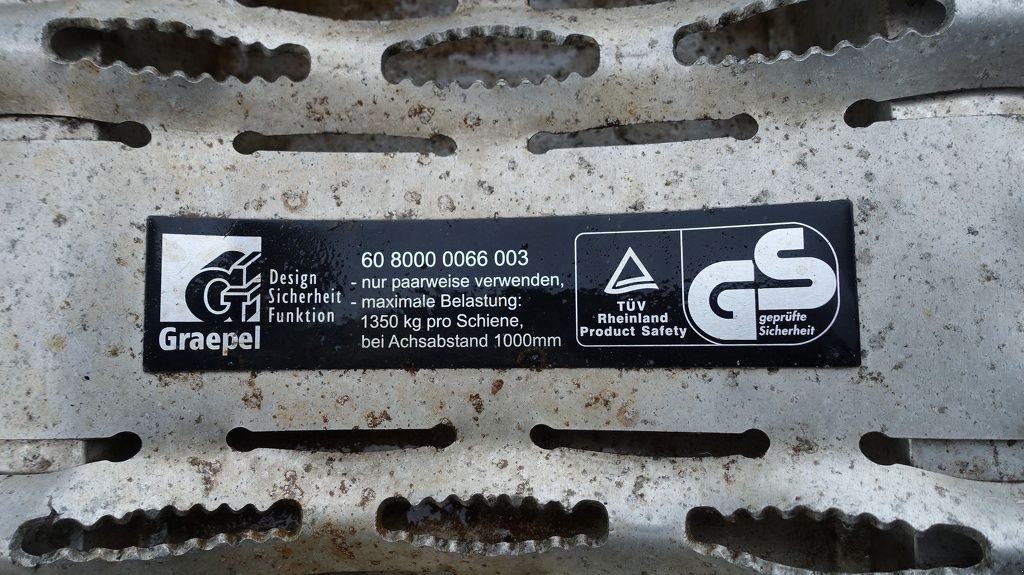 Graepel
Design
Sicherheit
Funktion
60 8000 0066 003
- nur paarweise verwenden,
- maximale Belastung:
1350 kg pro Schiene,
bei Achsabstand 1000mm
TÜV
Rheinland
Product Safety
GS
geprüfte
Sicherheit